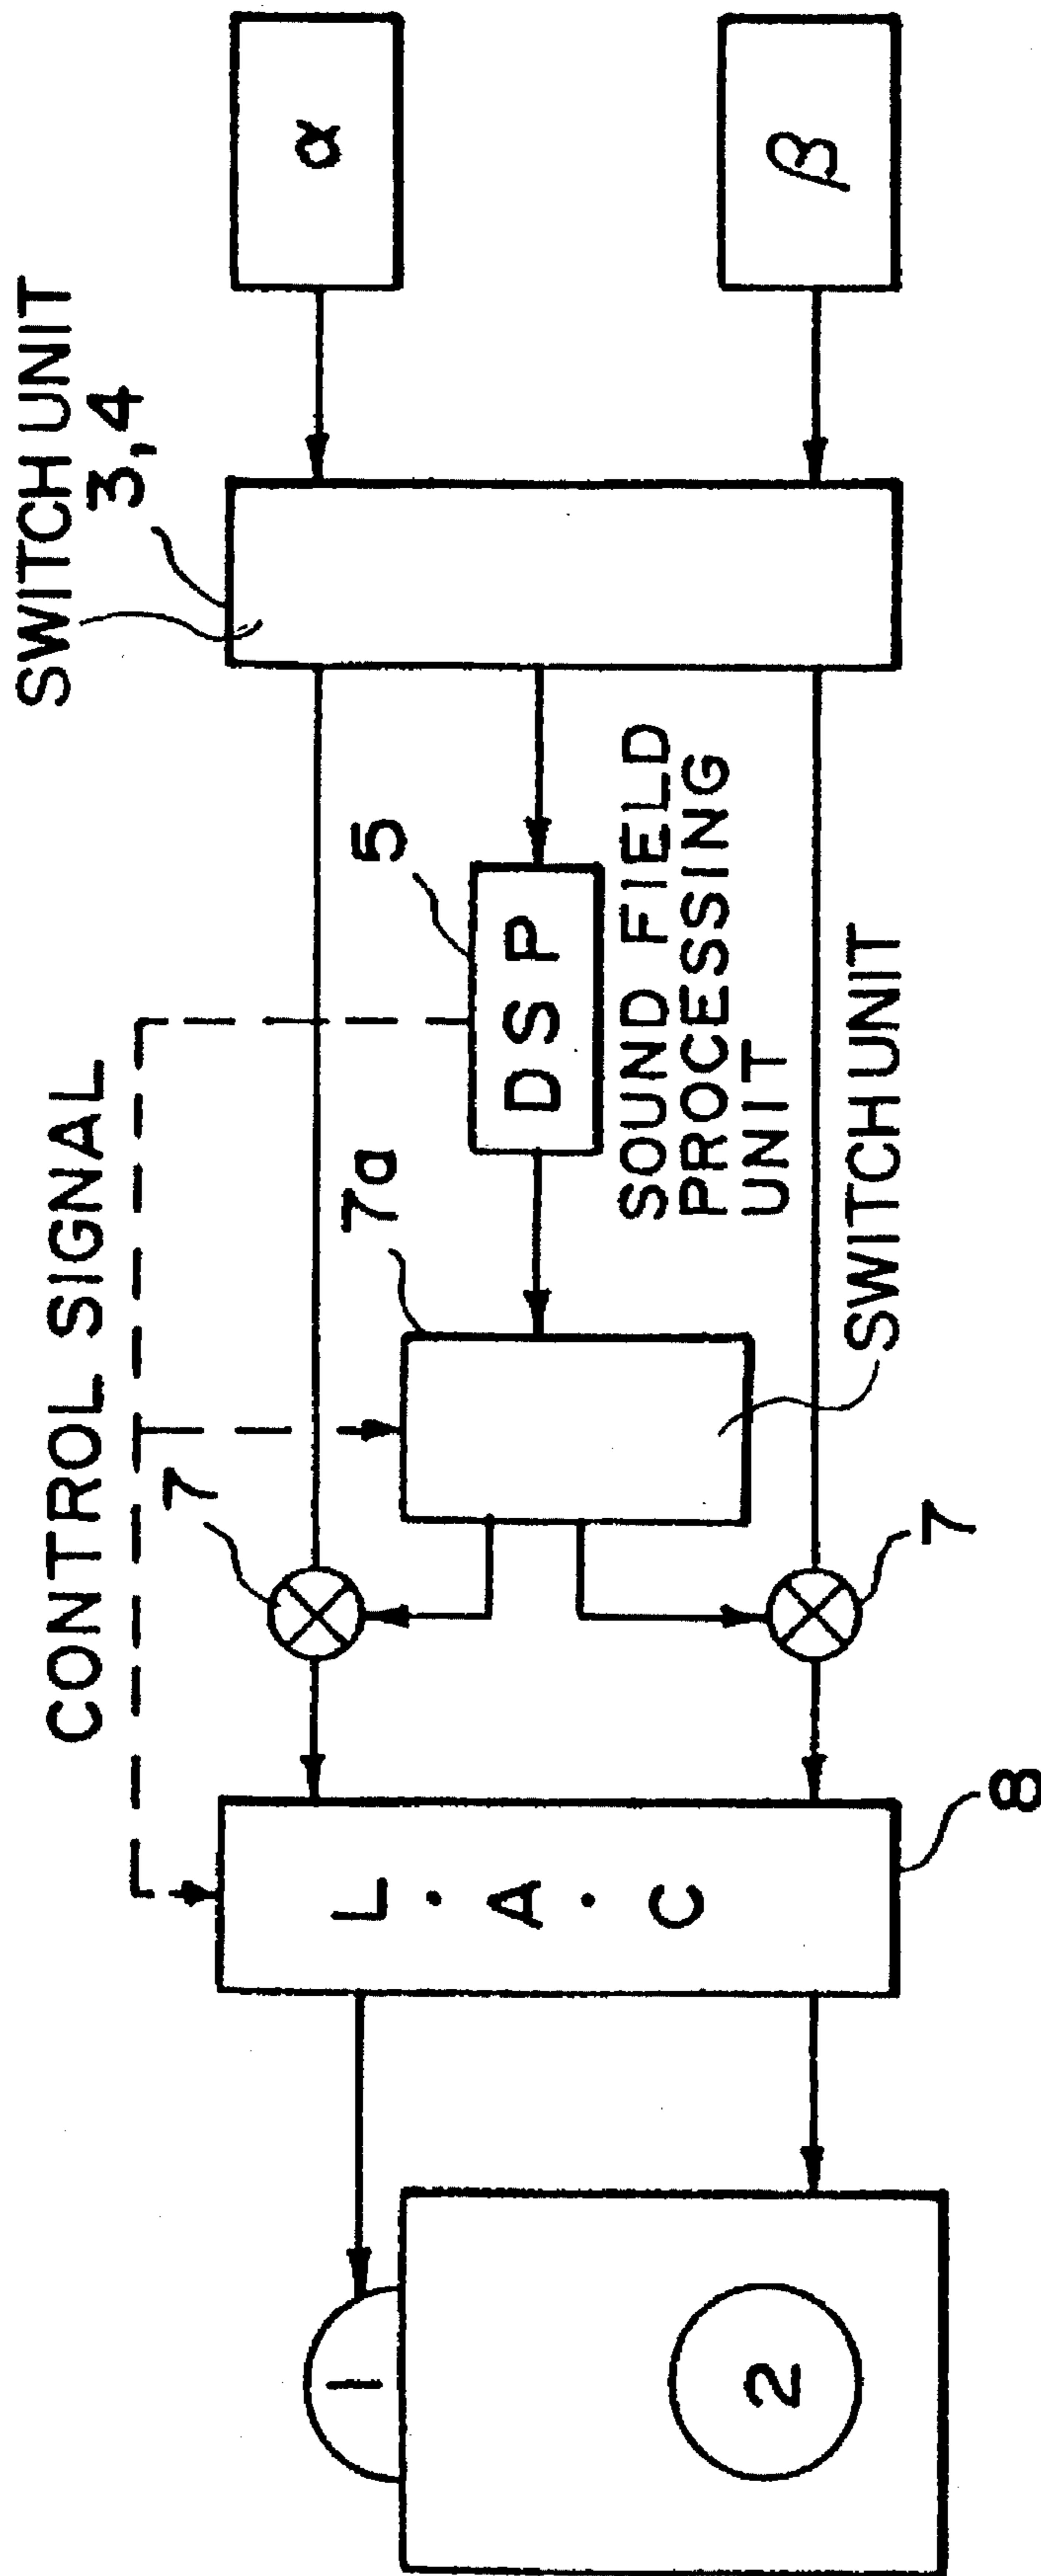 α
β
SWITCH UNIT
3,4
5
DSP
SOUND FIELD
PROCESSING
UNIT
CONTROL SIGNAL
7a
SWITCH UNIT
7
7
L·A·C
8
1
2